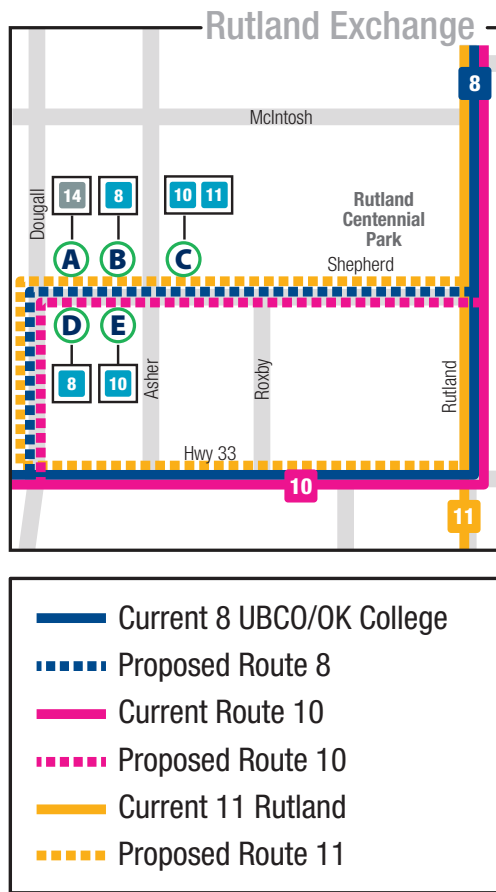 Rutland Exchange
8
McIntosh
14
8
10 11
Dougall
Rutland
Centennial
Park
A
B
C
Shepherd
D
E
8
10
Asher
Roxby
Rutland
Hwy 33
10
11
Current 8 UBCO/OK College
Proposed Route 8
Current Route 10
Proposed Route 10
Current 11 Rutland
Proposed Route 11